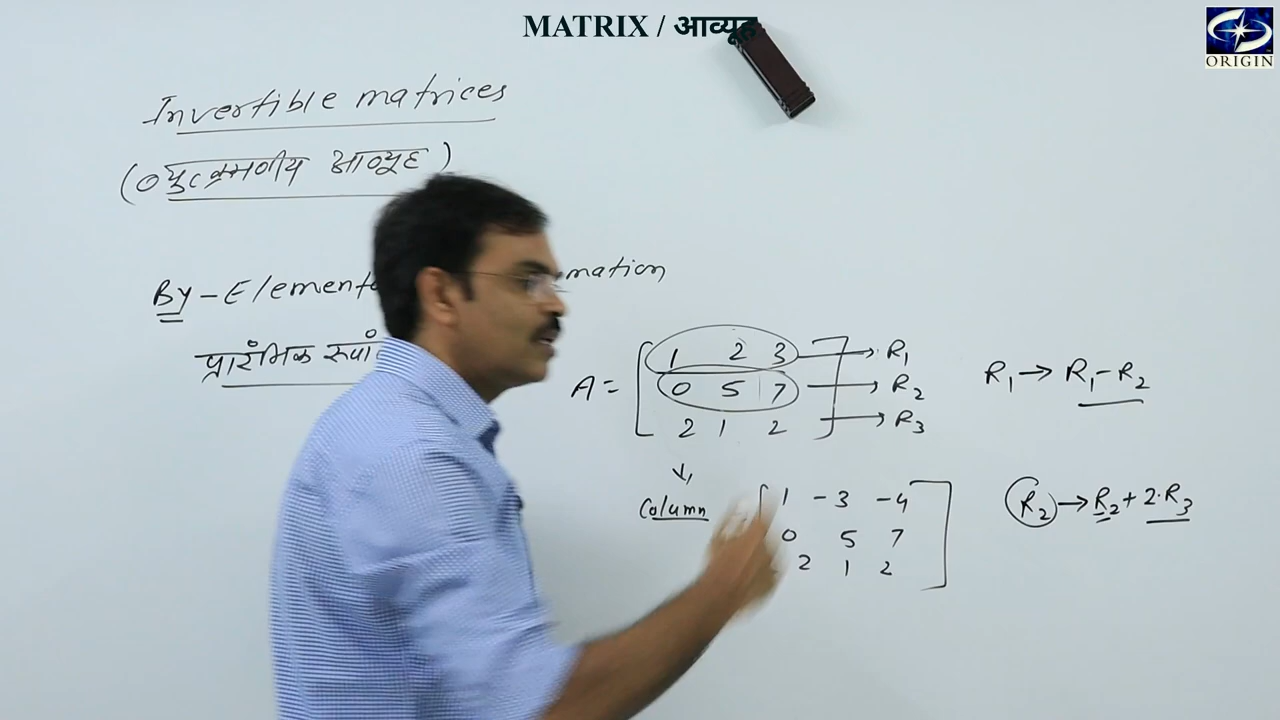 MATRIX / आव्यूह
ORIGIN
Invertible matrices
(व्युत्क्रमणीय आव्यूह)
By - Elementa mation
प्रारंभिक रूपां
A = [ 1 2 3 ] → R₁
0 5 7 → R₂
2 1 2 → R₃
R₁ → R₁ - R₂
Column
[ 1 -3 -4 ]
0 5 7
2 1 2
R₂ → R₂ + 2·R₃